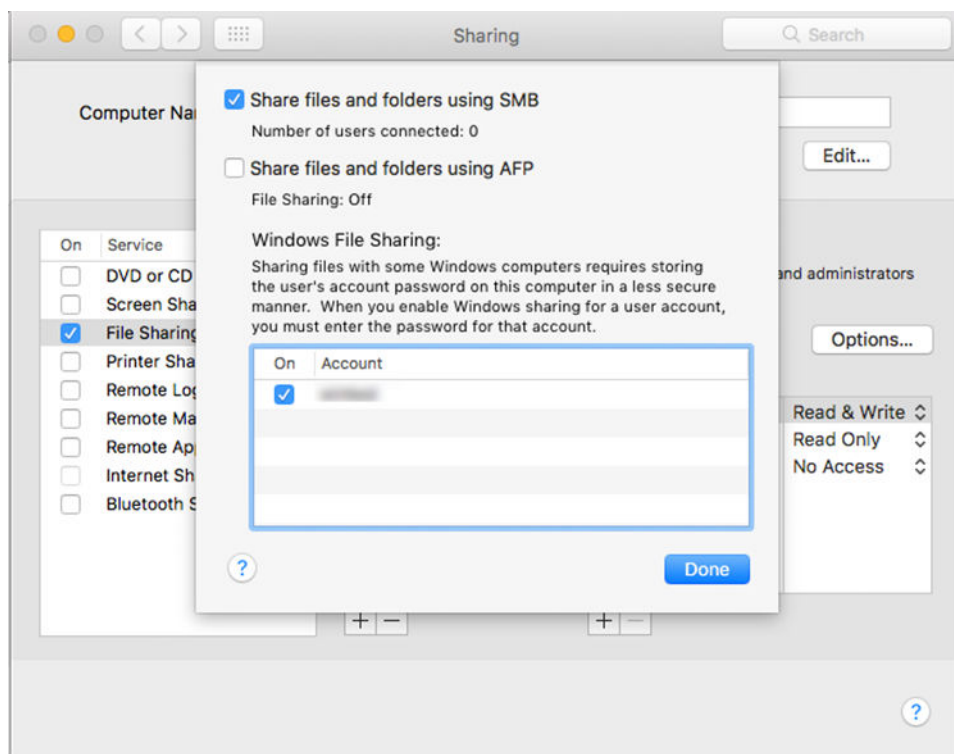 Sharing
Search
Computer Na
Edit...
Share files and folders using SMB
Number of users connected: 0
Share files and folders using AFP
File Sharing: Off
Windows File Sharing:
Sharing files with some Windows computers requires storing
the user's account password on this computer in a less secure
manner. When you enable Windows sharing for a user account,
you must enter the password for that account.
On Account
?
Done
On Service
DVD or CD
Screen Sha
File Sharing
Printer Sha
Remote Log
Remote Ma
Remote Ap
Internet Sh
Bluetooth S
and administrators
Options...
Read & Write
Read Only
No Access
+ −
+ −
?